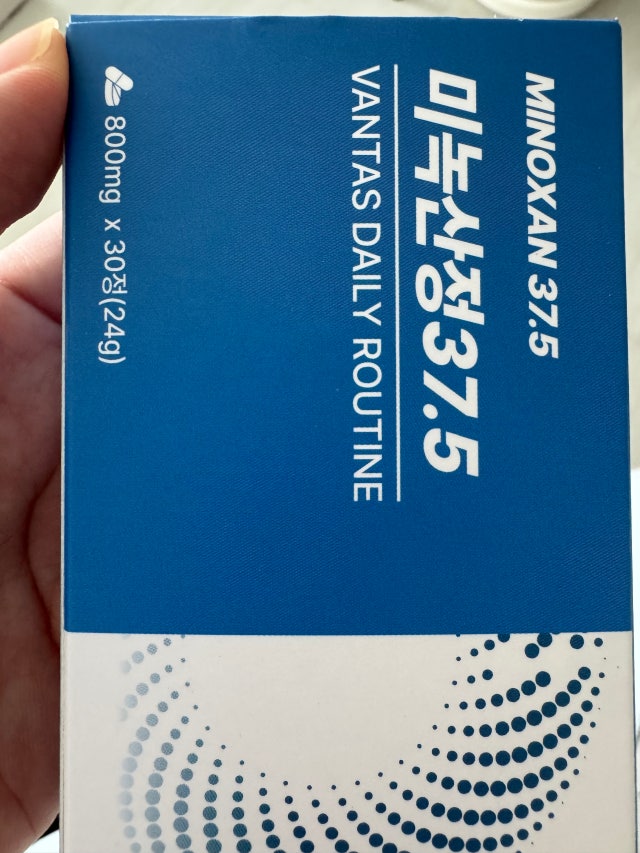 MINOXAN 37.5
미녹산정37.5
VANTAS DAILY ROUTINE
800mg x 30정(24g)